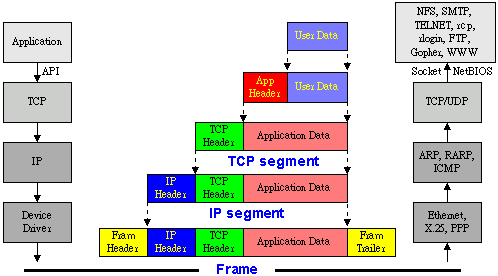 Application
API
TCP
IP
Device
Driver
User Data
App
Header
User Data
TCP
Header
Application Data
TCP segment
IP
Header
TCP
Header
Application Data
IP segment
Fram
Header
IP
Header
TCP
Header
Application Data
Fram
Trailer
Frame
NFS, SMTP,
TELNET, rcp,
rlogin, FTP,
Gopher, WWW
Socket
NetBIOS
TCP/UDP
ARP, RARP,
ICMP
Ethernet,
X.25, PPP